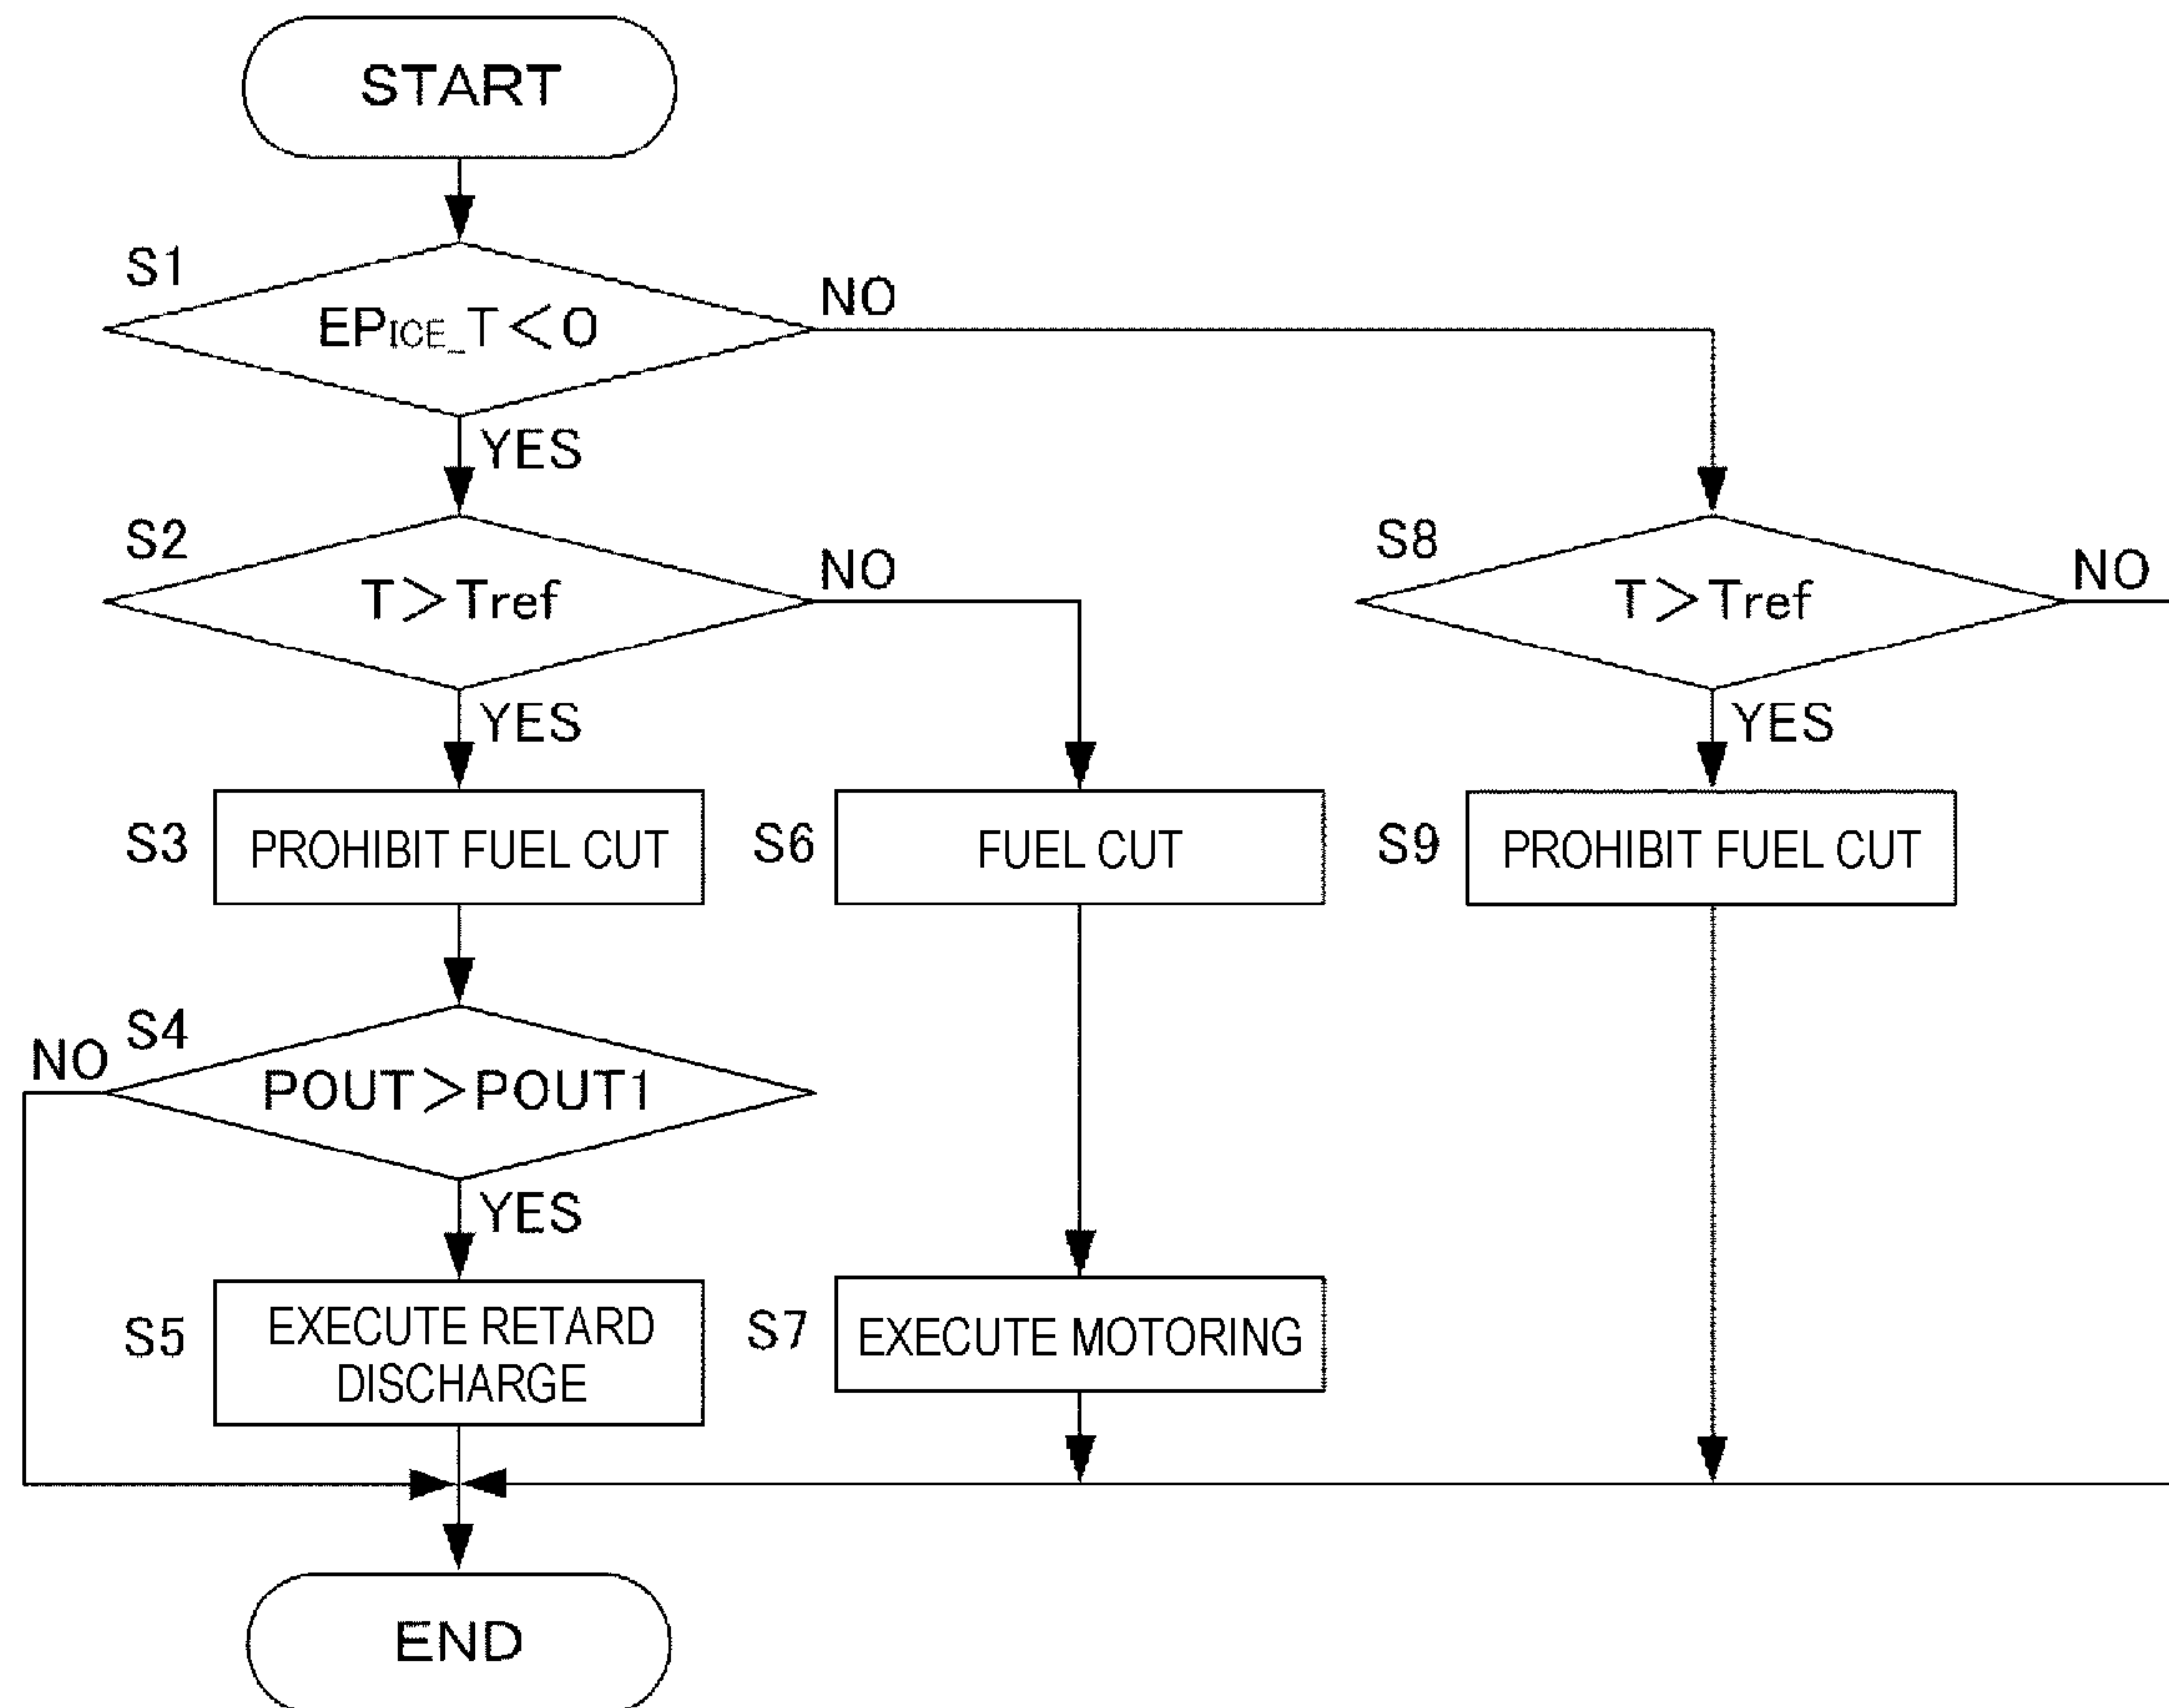 START
S1
EPICE_T<0
NO
YES
S2
T>Tref
NO
S8
T>Tref
NO
YES
YES
S3
PROHIBIT FUEL CUT
S6
FUEL CUT
S9
PROHIBIT FUEL CUT
S4
NO
POUT>POUT1
YES
S5
EXECUTE RETARD
DISCHARGE
S7
EXECUTE MOTORING
END